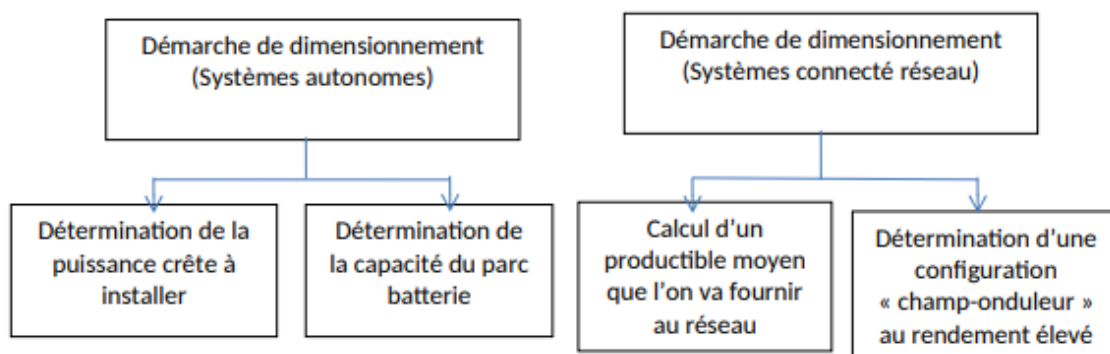 Démarche de dimensionnement
(Systèmes autonomes)
Démarche de dimensionnement
(Systèmes connecté réseau)
Détermination de la
puissance crête à
installer
Détermination de
la capacité du parc
batterie
Calcul d’un
productible moyen
que l’on va fournir
au réseau
Détermination d’une
configuration
« champ-onduleur »
au rendement élevé